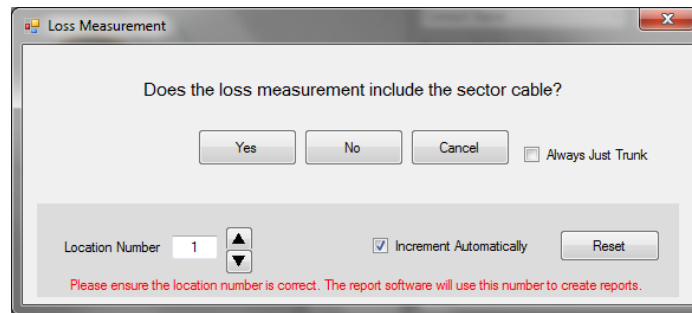 Loss Measurement
Does the loss measurement include the sector cable?
Yes No Cancel Always Just Trunk
Location Number 1 Increment Automatically Reset
Please ensure the location number is correct. The report software will use this number to create reports.